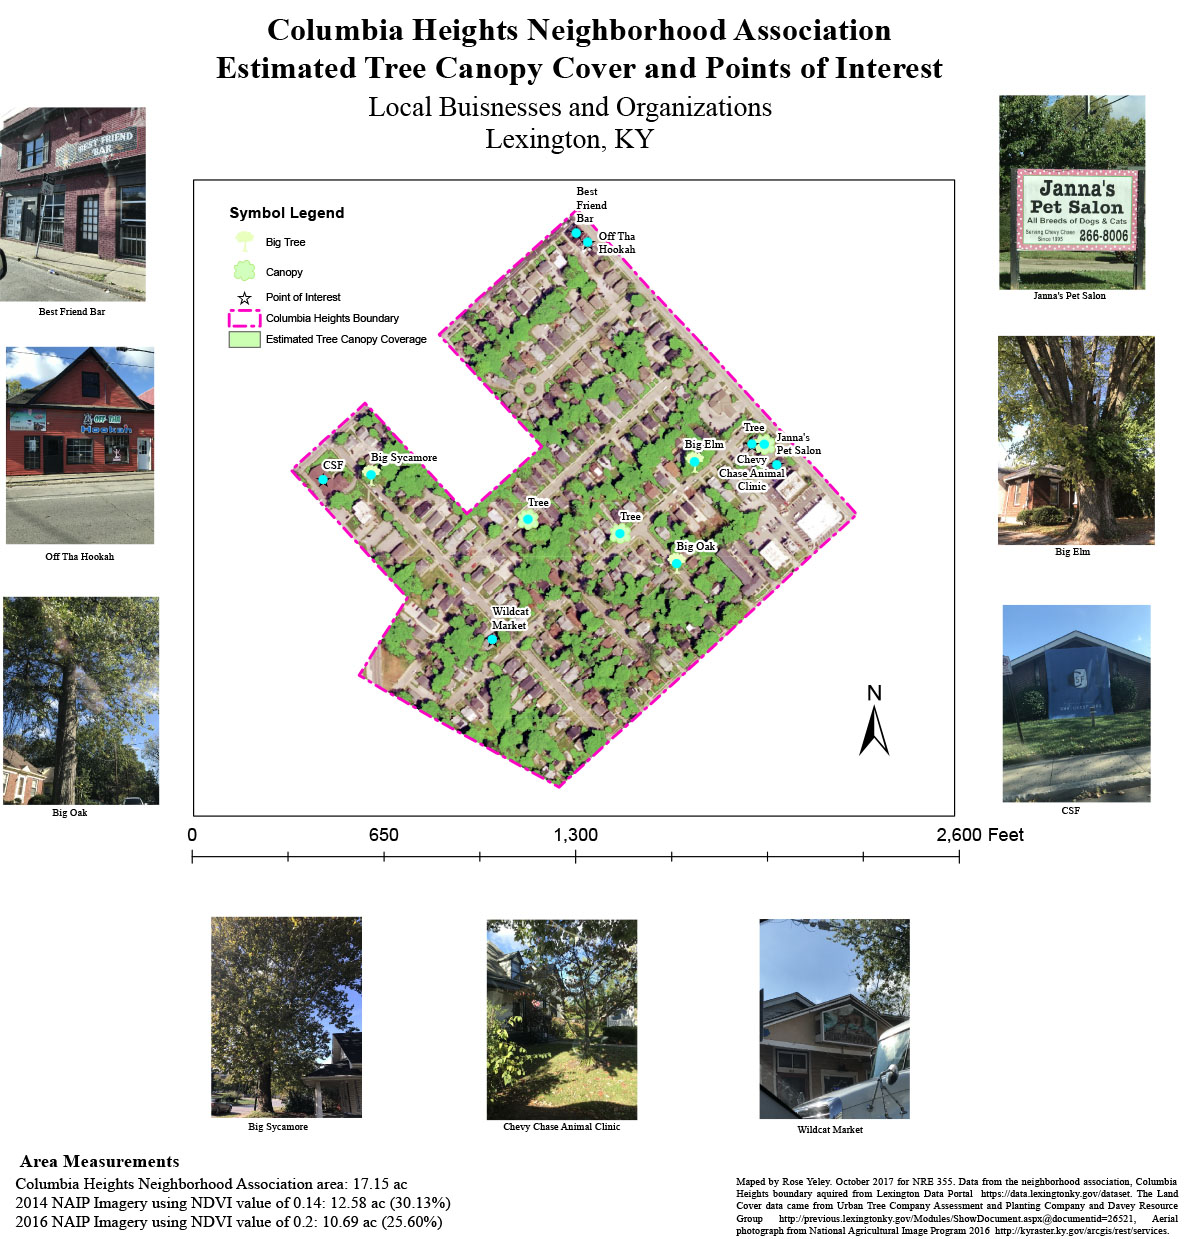 Columbia Heights Neighborhood Association
Estimated Tree Canopy Cover and Points of Interest
Local Buisnesses and Organizations
Lexington, KY
BEST FRIEND
BAR
Best Friend Bar
OFF THA
Hookah
Off Tha Hookah
Big Oak
Symbol Legend
Big Tree
Canopy
Point of Interest
Columbia Heights Boundary
Estimated Tree Canopy Coverage
Best
Friend
Bar
Off Tha
Hookah
CSF
Big Sycamore
Tree
Big Elm
Janna's
Pet Salon
Chevy
Chase Animal
Clinic
Tree
Tree
Big Oak
Wildcat
Market
N
0 650 1,300 2,600 Feet
Janna's
Pet Salon
All Breeds of Dogs & Cats
Serving Chevy Chase
Since 1995
266-8006
Janna's Pet Salon
Big Elm
CSF
Big Sycamore
Chevy Chase Animal Clinic
Wildcat Market
Area Measurements
Columbia Heights Neighborhood Association area: 17.15 ac
2014 NAIP Imagery using NDVI value of 0.14: 12.58 ac (30.13%)
2016 NAIP Imagery using NDVI value of 0.2: 10.69 ac (25.60%)
Maped by Rose Yeley. October 2017 for NRE 355. Data from the neighborhood association, Columbia
Heights boundary aquired from Lexington Data Portal https://data.lexingtonky.gov/dataset. The Land
Cover data came from Urban Tree Company Assessment and Planting Company and Davey Resource
Group http://previous.lexingtonky.gov/Modules/ShowDocument.aspx@documentid=26521, Aerial
photograph from National Agricultural Image Program 2016 http://kyraster.ky.gov/arcgis/rest/services.